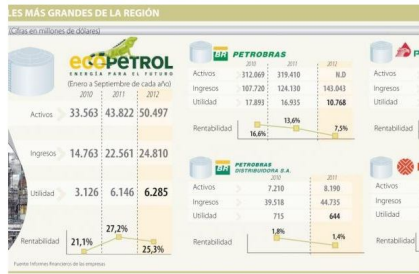 LES MÁS GRANDES DE LA REGIÓN
(Cifras en millones de dólares)
ecoPETROL
ENERGÍA PARA EL FUTURO
(Enero a Septiembre de cada año)
2010 2011 2012
Activos 33.563 43.822 50.497
Ingresos 14.763 22.561 24.810
Utilidad 3.126 6.146 6.285
Rentabilidad 21,1% 27,2% 25,3%
Fuente: Informes financieros de las empresas
BR PETROBRAS
2010 2011 2012
Activos 312.069 319.410 N.D
Ingresos 107.720 124.130 143.043
Utilidad 17.893 16.935 10.768
Rentabilidad 16,6% 13,6% 7,5%
BR PETROBRAS
DISTRIBUIDORA S.A.
2010 2011
Activos 7.210 8.190
Ingresos 39.518 44.735
Utilidad 715 644
Rentabilidad 1,8% 1,4%
P
Activos
Ingresos
Utilidad
Rentabilidad
Activos
Ingresos
Utilidad
Rentabilidad